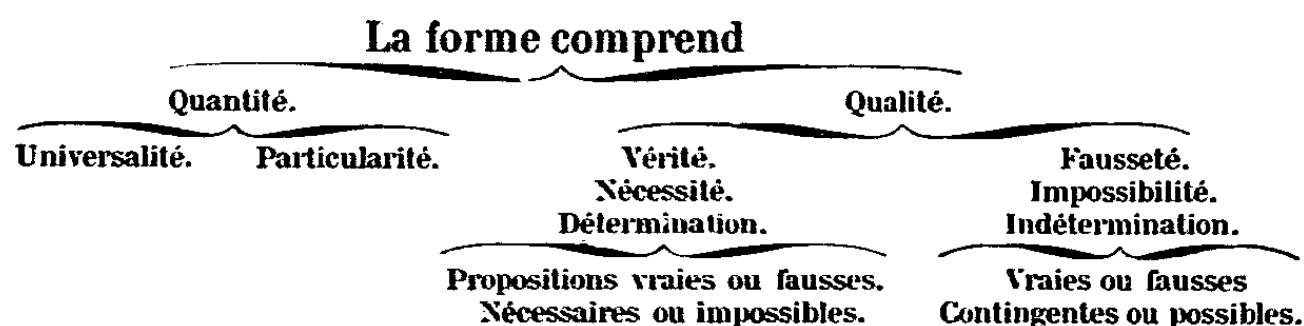 La forme comprend
Quantité. Qualité.
Universalité. Particularité. Vérité. Fausseté.
Nécessité. Impossibilité.
Détermination. Indétermination.
Propositions vraies ou fausses. Vraies ou fausses
Nécessaires ou impossibles. Contingentes ou possibles.